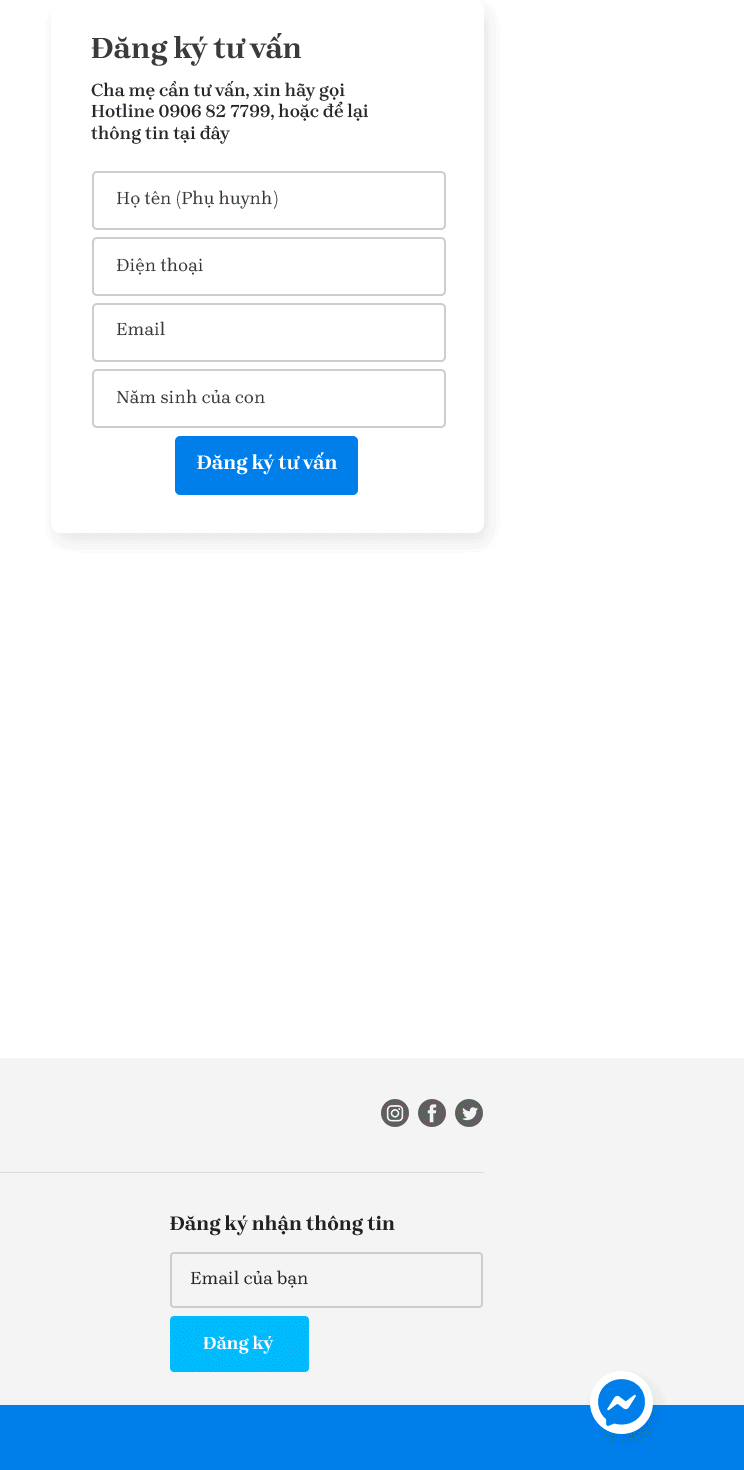 Đăng ký tư vấn
Cha mẹ cần tư vấn, xin hãy gọi
Hotline 0906 82 7799, hoặc để lại
thông tin tại đây
Họ tên (Phụ huynh)
Điện thoại
Email
Năm sinh của con
Đăng ký tư vấn
Đăng ký nhận thông tin
Email của bạn
Đăng ký